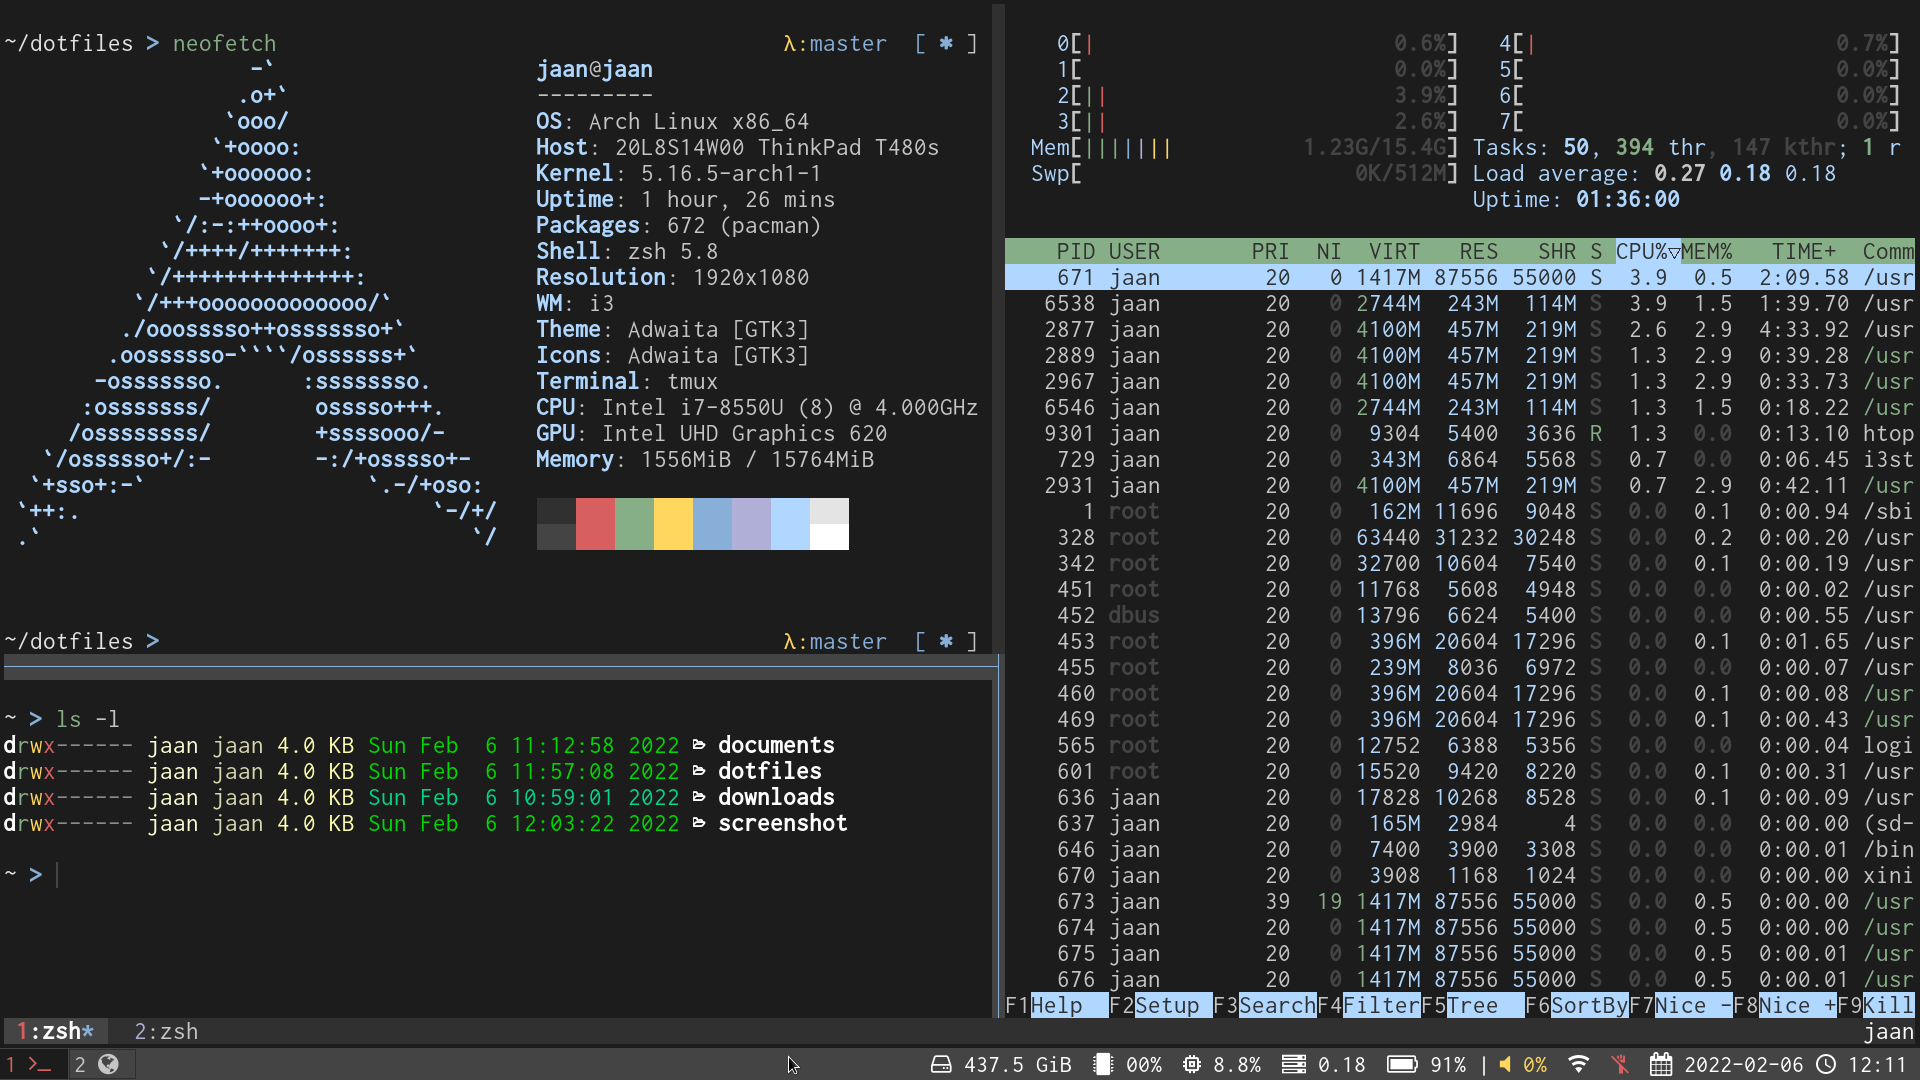 ~/dotfiles > neofetch λ:master [ * ]
-`
.o+`
`ooo/
`+oooo:
`+oooooo:
-+oooooo+:
`/:-:++oooo+:
`/++++/+++++++:
`/++++++++++++++:
`/+++ooooooooooooo/`
./ooosssso++osssssso+`
.oossssso-````/ossssss+`
-osssssso. :ssssssso.
:osssssss/ osssso+++.
/ossssssss/ +ssssooo/-
`/ossssso+/:- -:/+osssso+-
`+sso+:-` `.-/+oso:
`++:. `-/+/
.` `/
jaan@jaan
---------
OS: Arch Linux x86_64
Host: 20L8S14W00 ThinkPad T480s
Kernel: 5.16.5-arch1-1
Uptime: 1 hour, 26 mins
Packages: 672 (pacman)
Shell: zsh 5.8
Resolution: 1920x1080
WM: i3
Theme: Adwaita [GTK3]
Icons: Adwaita [GTK3]
Terminal: tmux
CPU: Intel i7-8550U (8) @ 4.000GHz
GPU: Intel UHD Graphics 620
Memory: 1556MiB / 15764MiB
~/dotfiles > λ:master [ * ]
~ > ls -l
drwx------ jaan jaan 4.0 KB Sun Feb  6 11:12:58 2022 documents
drwx------ jaan jaan 4.0 KB Sun Feb  6 11:57:08 2022 dotfiles
drwx------ jaan jaan 4.0 KB Sun Feb  6 10:59:01 2022 downloads
drwx------ jaan jaan 4.0 KB Sun Feb  6 12:03:22 2022 screenshot
~ >
0[| 0.6%] 4[| 0.7%]
1[ 0.0%] 5[ 0.0%]
2[|| 3.9%] 6[ 0.0%]
3[|| 2.6%] 7[ 0.0%]
Mem[||||||| 1.23G/15.4G] Tasks: 50, 394 thr, 147 kthr; 1 r
Swp[ 0K/512M] Load average: 0.27 0.18 0.18
Uptime: 01:36:00
PID USER PRI NI VIRT RES SHR S CPU%▽MEM% TIME+ Comm
671 jaan 20 0 1417M 87556 55000 S 3.9 0.5 2:09.58 /usr
6538 jaan 20 0 2744M 243M 114M S 3.9 1.5 1:39.70 /usr
2877 jaan 20 0 4100M 457M 219M S 2.6 2.9 4:33.92 /usr
2889 jaan 20 0 4100M 457M 219M S 1.3 2.9 0:39.28 /usr
2967 jaan 20 0 4100M 457M 219M S 1.3 2.9 0:33.73 /usr
6546 jaan 20 0 2744M 243M 114M S 1.3 1.5 0:18.22 /usr
9301 jaan 20 0 9304 5400 3636 R 1.3 0.0 0:13.10 htop
729 jaan 20 0 343M 6864 5568 S 0.7 0.0 0:06.45 i3st
2931 jaan 20 0 4100M 457M 219M S 0.7 2.9 0:42.11 /usr
1 root 20 0 162M 11696 9048 S 0.0 0.1 0:00.94 /sbi
328 root 20 0 63440 31232 30248 S 0.0 0.2 0:00.20 /usr
342 root 20 0 32700 10604 7540 S 0.0 0.1 0:00.19 /usr
451 root 20 0 11768 5608 4948 S 0.0 0.0 0:00.02 /usr
452 dbus 20 0 13796 6624 5400 S 0.0 0.0 0:00.55 /usr
453 root 20 0 396M 20604 17296 S 0.0 0.1 0:01.65 /usr
455 root 20 0 239M 8036 6972 S 0.0 0.0 0:00.07 /usr
460 root 20 0 396M 20604 17296 S 0.0 0.1 0:00.08 /usr
469 root 20 0 396M 20604 17296 S 0.0 0.1 0:00.43 /usr
565 root 20 0 12752 6388 5356 S 0.0 0.0 0:00.04 logi
601 root 20 0 15520 9420 8220 S 0.0 0.1 0:00.31 /usr
636 jaan 20 0 17828 10268 8528 S 0.0 0.1 0:00.09 /usr
637 jaan 20 0 165M 2984 4 S 0.0 0.0 0:00.00 (sd-
646 jaan 20 0 7400 3900 3308 S 0.0 0.0 0:00.01 /bin
670 jaan 20 0 3908 1168 1024 S 0.0 0.0 0:00.00 xini
673 jaan 39 19 1417M 87556 55000 S 0.0 0.5 0:00.00 /usr
674 jaan 20 0 1417M 87556 55000 S 0.0 0.5 0:00.00 /usr
675 jaan 20 0 1417M 87556 55000 S 0.0 0.5 0:00.01 /usr
676 jaan 20 0 1417M 87556 55000 S 0.0 0.5 0:00.01 /usr
F1Help F2Setup F3SearchF4FilterF5Tree F6SortByF7Nice -F8Nice +F9Kill
1:zsh* 2:zsh jaan
1 2 437.5 GiB 00% 8.8% 0.18 91% | 0% 2022-02-06 12:11